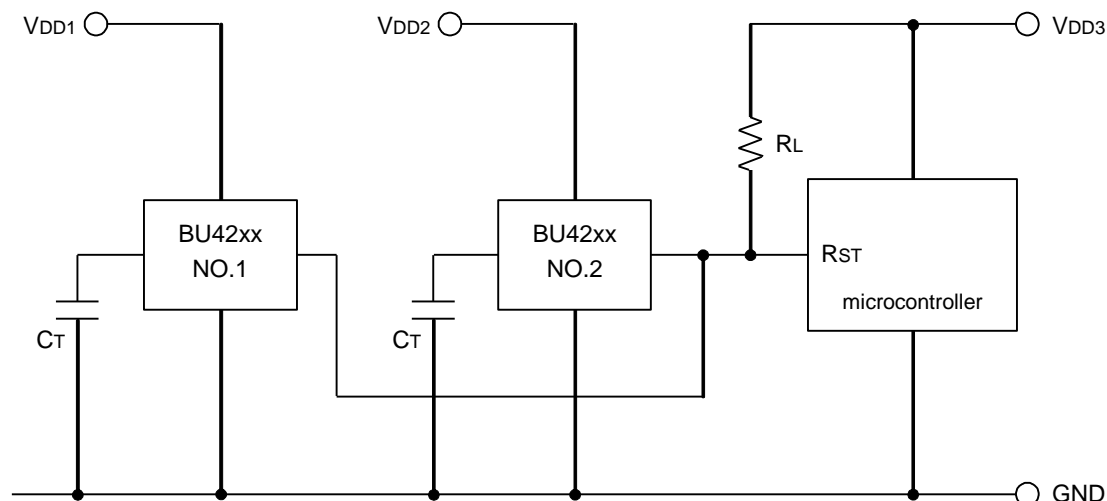 VDD1
VDD2
VDD3
RL
BU42xx
NO.1
BU42xx
NO.2
RST
microcontroller
CT
CT
GND